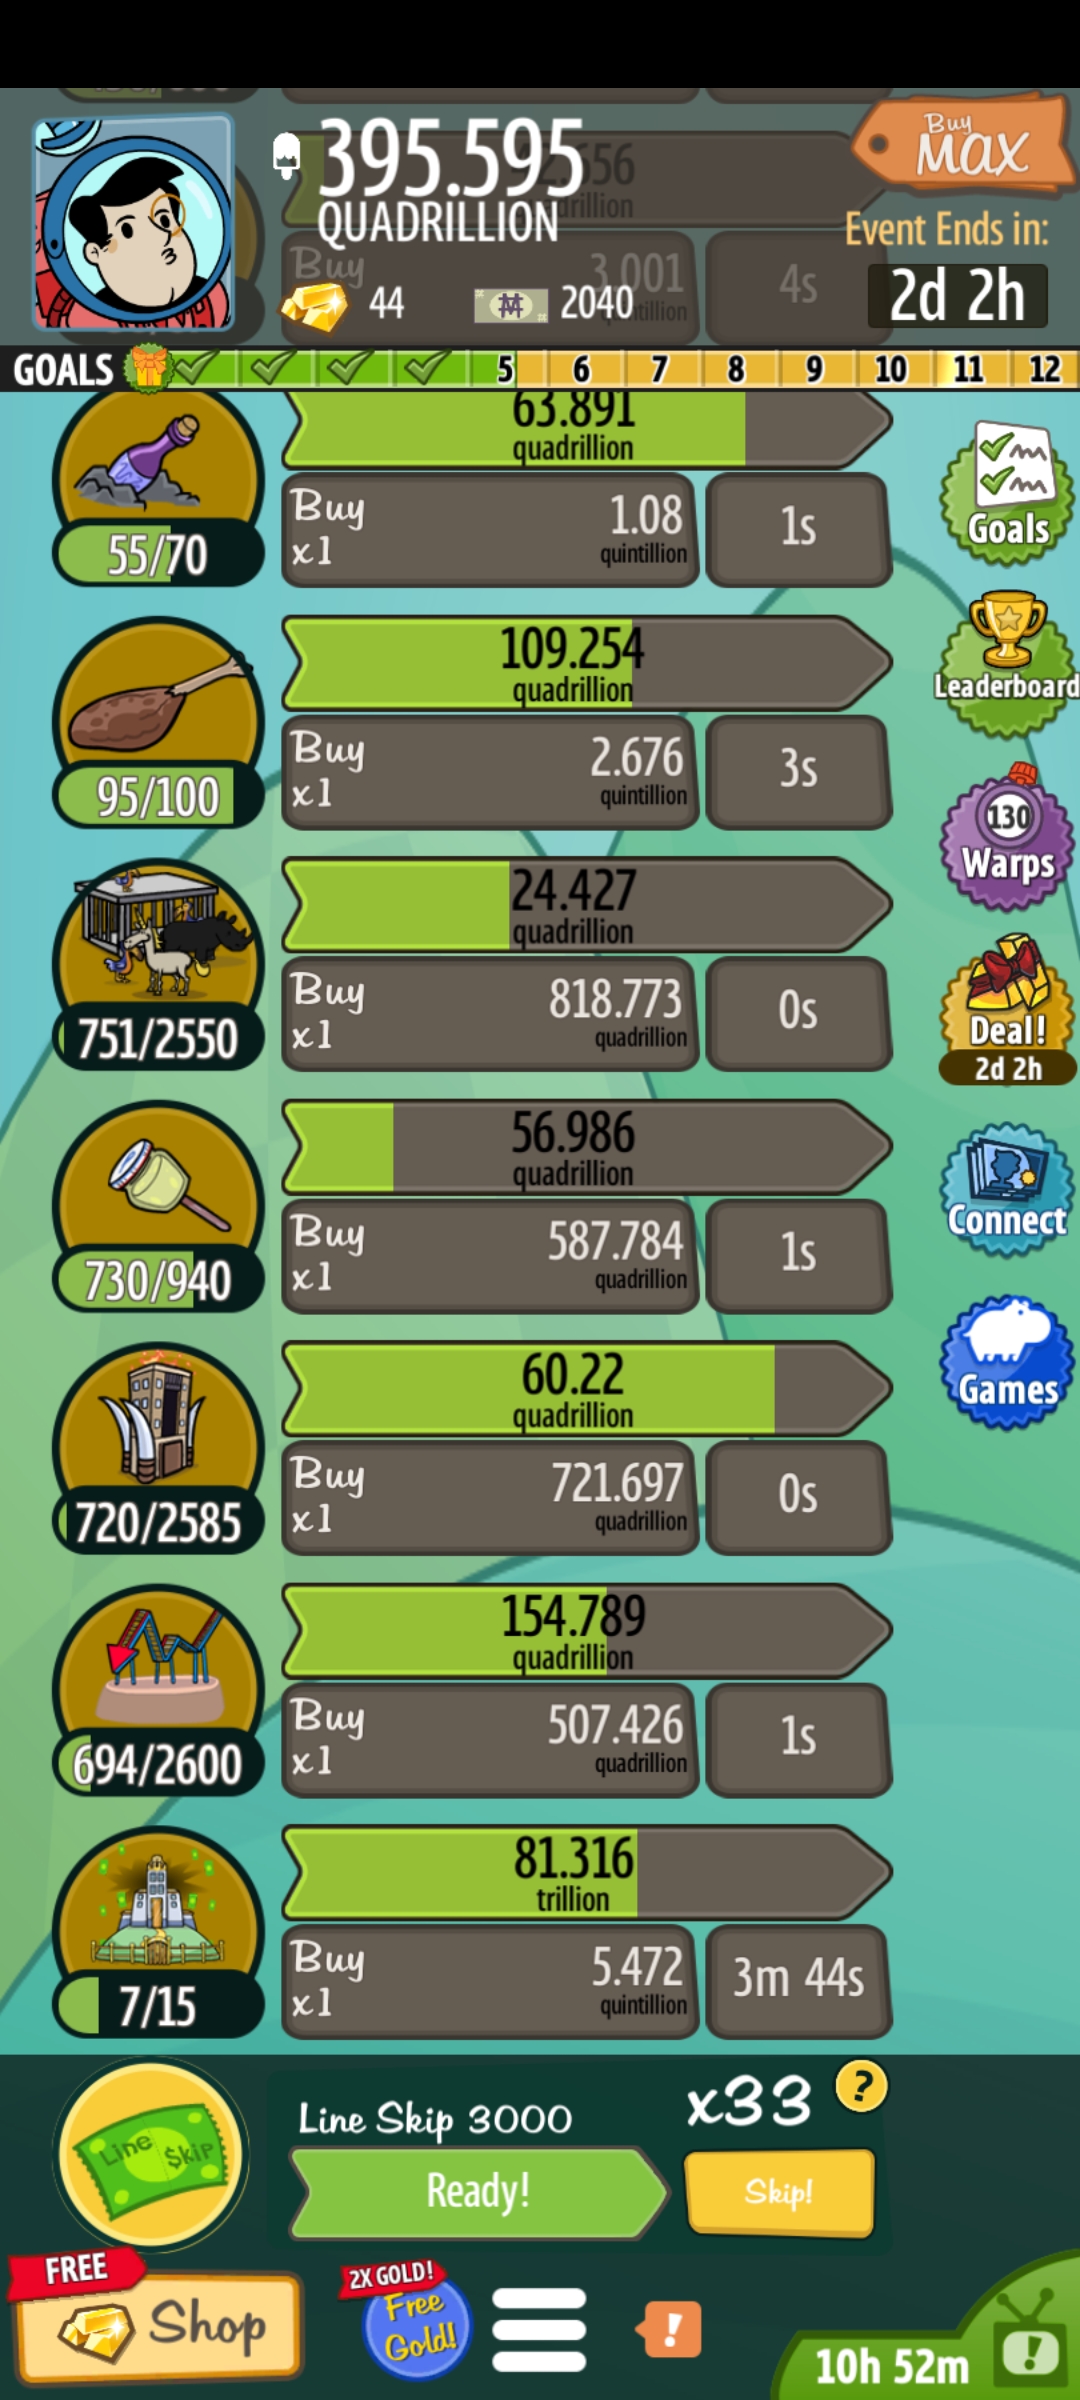 395.595
QUADRILLION
Buy
MAX
Event Ends in:
2d 2h
Buy
3.001
4s
44
2040
GOALS 5 6 7 8 9 10 11 12
63.891
quadrillion
55/70
Buy
x1
1.08
quintillion
1s
Goals
109.254
quadrillion
95/100
Buy
x1
2.676
quintillion
3s
Leaderboard
130
Warps
24.427
quadrillion
751/2550
Buy
x1
818.773
quadrillion
0s
Deal!
2d 2h
56.986
quadrillion
730/940
Buy
x1
587.784
quadrillion
1s
Connect
60.22
quadrillion
720/2585
Buy
x1
721.697
quadrillion
0s
Games
154.789
quadrillion
694/2600
Buy
x1
507.426
quadrillion
1s
81.316
trillion
7/15
Buy
x1
5.472
quintillion
3m 44s
Line $kip
Line Skip 3000
x33
?
Ready!
Skip!
FREE
Shop
2X GOLD!
Free
Gold!
!
10h 52m
!